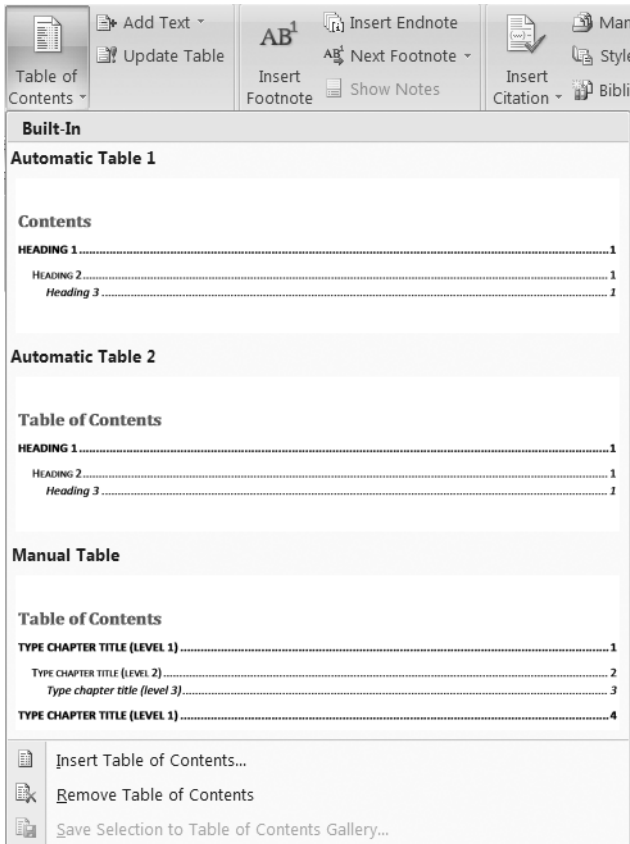 Add Text
Update Table
Table of
Contents
AB¹
Insert
Footnote
Insert Endnote
Next Footnote
Show Notes
Insert
Citation
Man
Style
Bibli
Built-In
Automatic Table 1
Contents
HEADING 1 1
HEADING 2 1
Heading 3 1
Automatic Table 2
Table of Contents
HEADING 1 1
HEADING 2 1
Heading 3 1
Manual Table
Table of Contents
TYPE CHAPTER TITLE (LEVEL 1) 1
TYPE CHAPTER TITLE (LEVEL 2) 2
Type chapter title (level 3) 3
TYPE CHAPTER TITLE (LEVEL 1) 4
Insert Table of Contents...
Remove Table of Contents
Save Selection to Table of Contents Gallery...